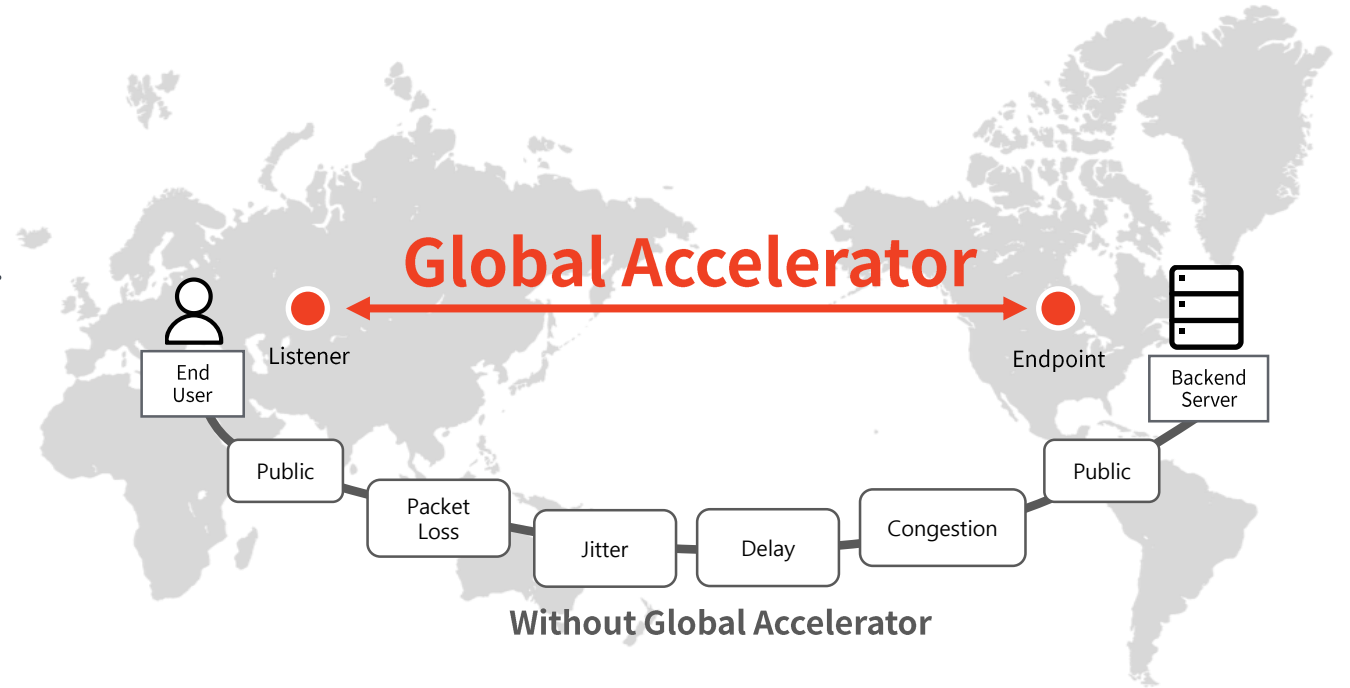 Global Accelerator
Listener
Endpoint
End
User
Backend
Server
Public
Packet
Loss
Jitter
Delay
Congestion
Public
Without Global Accelerator